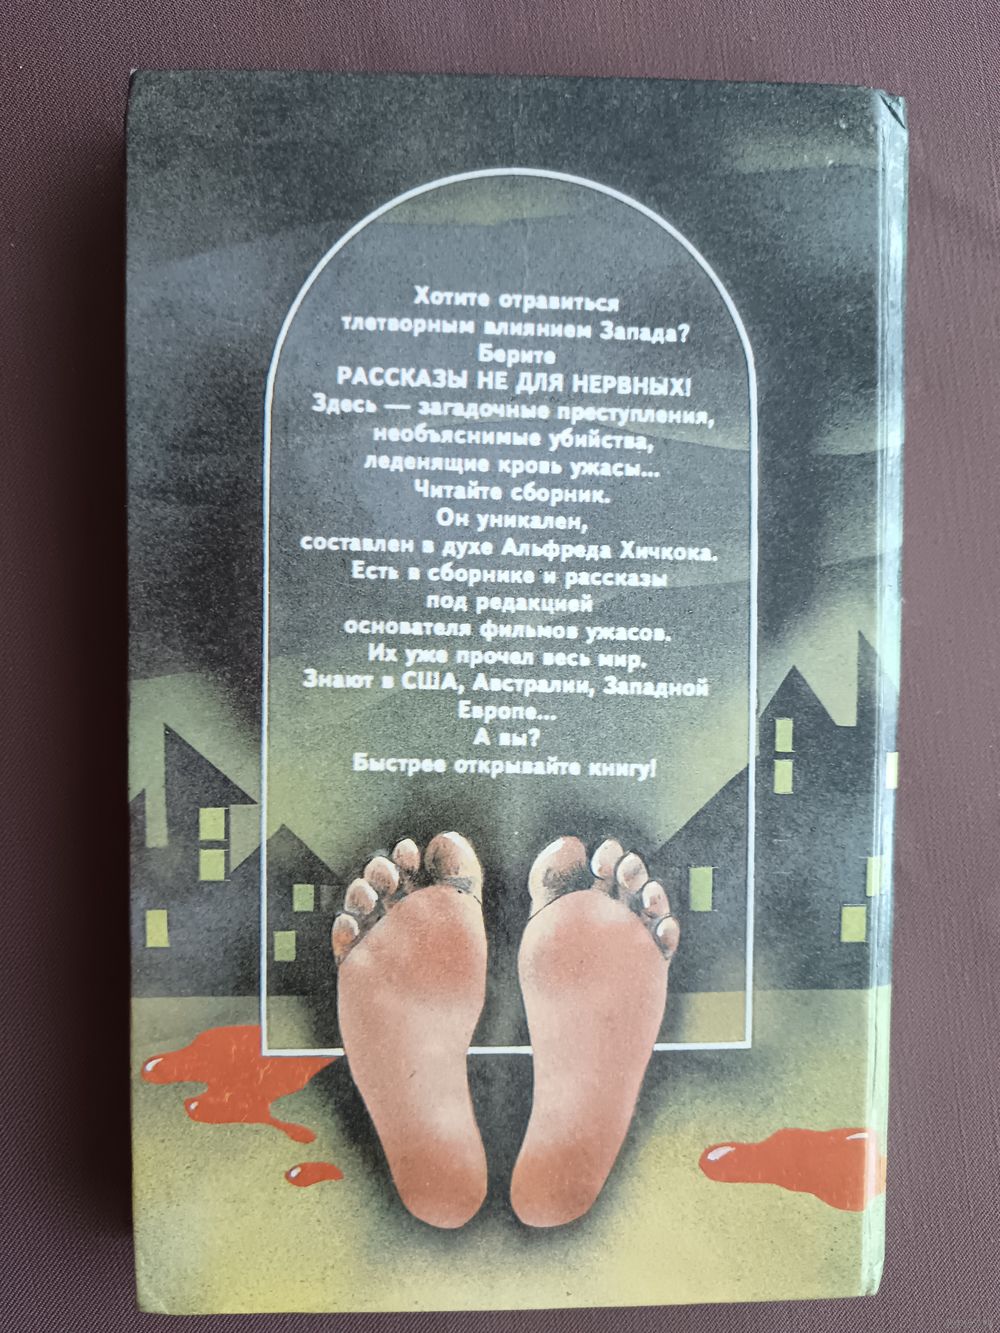 Хотите отравиться
тлетворным влиянием Запада?
Берите
РАССКАЗЫ НЕ ДЛЯ НЕРВНЫХ!
Здесь — загадочные преступления,
необъяснимые убийства,
леденящие кровь ужасы...
Читайте сборник.
Он уникален,
составлен в духе Альфреда Хичкока.
Есть в сборнике и рассказы
под редакцией
основателя фильмов ужасов.
Их уже прочел весь мир.
Знают в США, Австралии, Западной
Европе...
А вы?
Быстрее открывайте книгу!